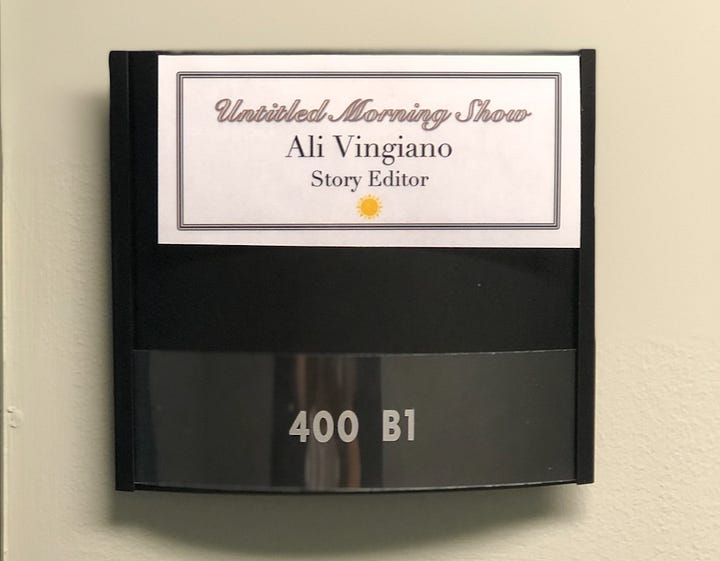 Untitled Morning Show
Ali Vingiano
Story Editor
400 B1